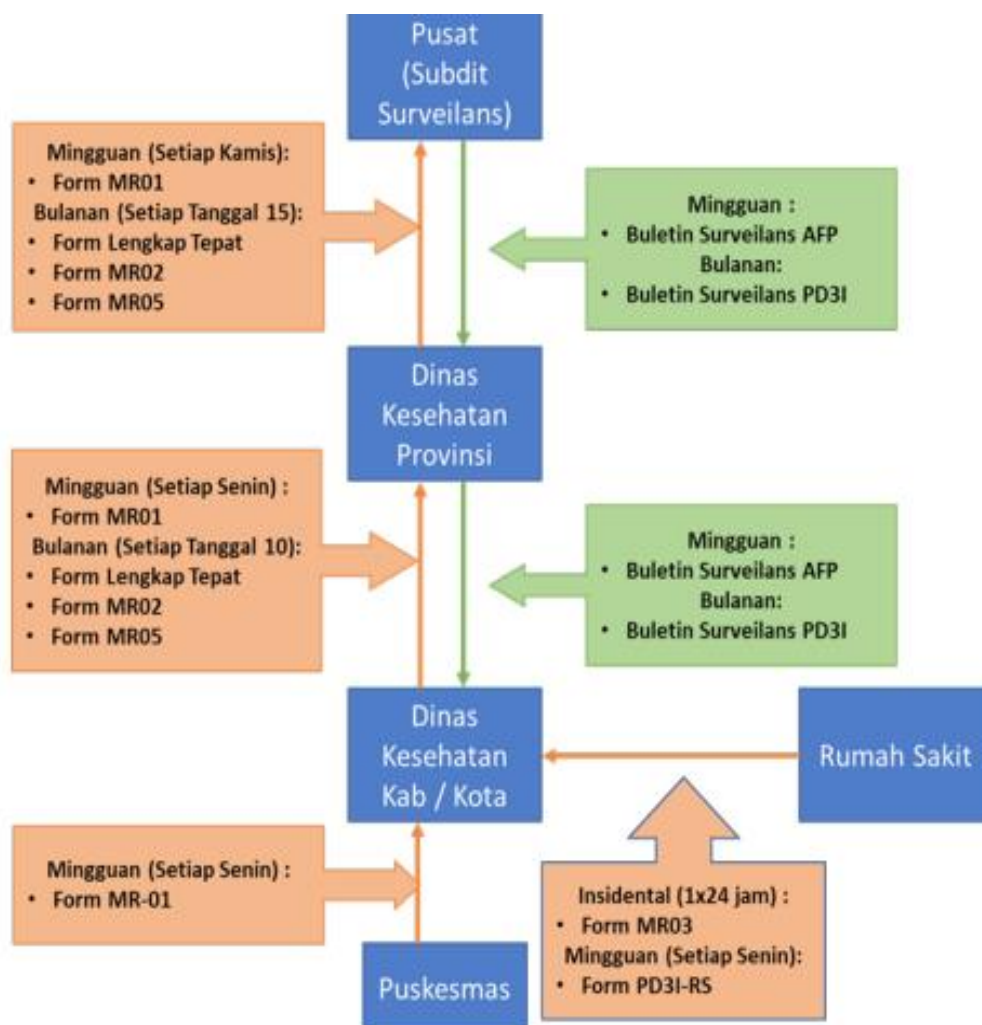 Pusat
(Subdit
Surveilans)
Mingguan (Setiap Kamis):
• Form MR01
Bulanan (Setiap Tanggal 15):
• Form Lengkap Tepat
• Form MR02
• Form MR05
Mingguan :
• Buletin Surveilans AFP
Bulanan:
• Buletin Surveilans PD3I
Dinas
Kesehatan
Provinsi
Mingguan (Setiap Senin) :
• Form MR01
Bulanan (Setiap Tanggal 10):
• Form Lengkap Tepat
• Form MR02
• Form MR05
Mingguan :
• Buletin Surveilans AFP
Bulanan:
• Buletin Surveilans PD3I
Dinas
Kesehatan
Kab / Kota
Rumah Sakit
Mingguan (Setiap Senin) :
• Form MR-01
Insidental (1x24 jam) :
• Form MR03
Mingguan (Setiap Senin):
• Form PD3I-RS
Puskesmas